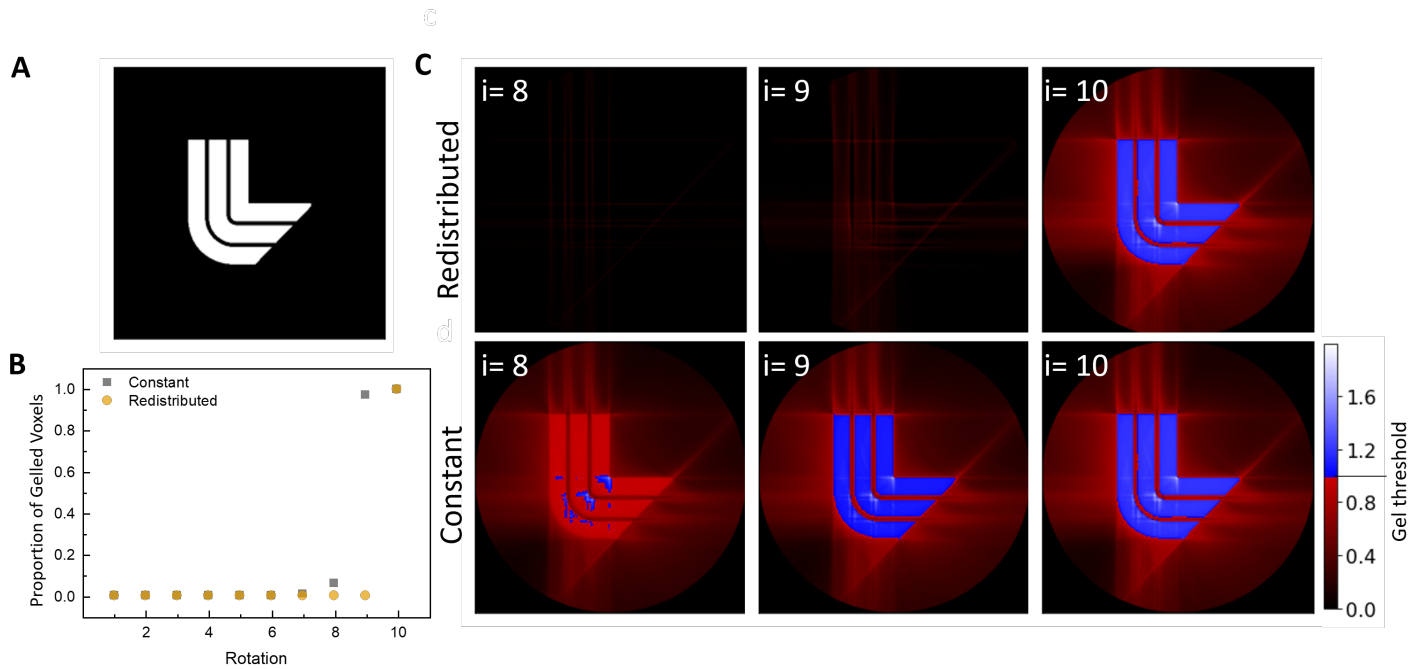 c
A
C
i= 8
i= 9
i= 10
Redistributed
d
i= 8
i= 9
i= 10
Constant
1.6
1.2
0.8
0.4
0.0
Gel threshold
B
Constant
Redistributed
1.0
0.8
0.6
0.4
0.2
0.0
Proportion of Gelled Voxels
2
4
6
8
10
Rotation